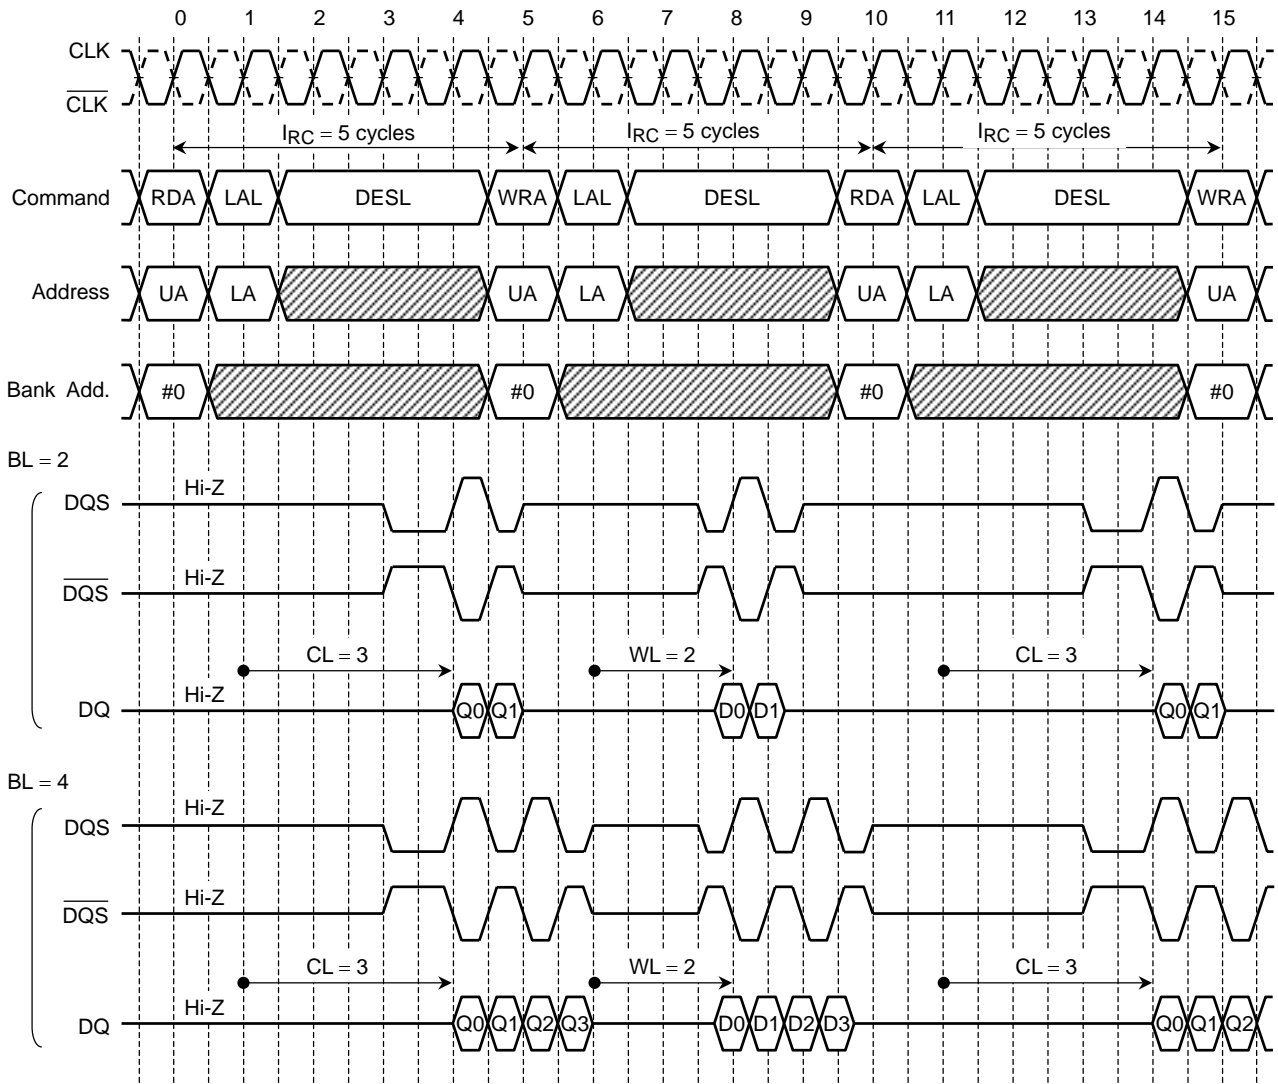 0 1 2 3 4 5 6 7 8 9 10 11 12 13 14 15
CLK
CLK
IRC = 5 cycles IRC = 5 cycles IRC = 5 cycles
Command RDA LAL DESL WRA LAL DESL RDA LAL DESL WRA
Address UA LA UA LA UA LA UA
Bank Add. #0 #0 #0 #0
BL = 2
DQS Hi-Z
DQS Hi-Z
CL = 3 WL = 2 CL = 3
DQ Hi-Z Q0 Q1 D0 D1 Q0 Q1
BL = 4
DQS Hi-Z
DQS Hi-Z
CL = 3 WL = 2 CL = 3
DQ Hi-Z Q0 Q1 Q2 Q3 D0 D1 D2 D3 Q0 Q1 Q2